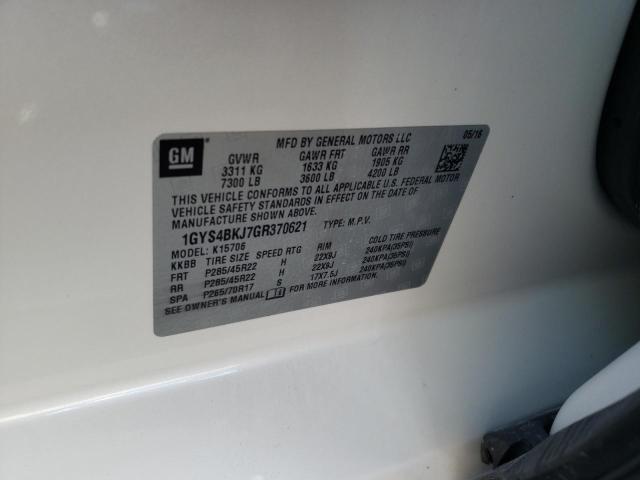 GM
MFD BY GENERAL MOTORS LLC 05/16
GVWR GAWR FRT GAWR RR
3311 KG 1633 KG 1905 KG
7300 LB 3600 LB 4200 LB
THIS VEHICLE CONFORMS TO ALL APPLICABLE U.S. FEDERAL MOTOR
VEHICLE SAFETY STANDARDS IN EFFECT ON THE DATE OF
MANUFACTURE SHOWN ABOVE.
1GYS4BKJ7GR370621 TYPE: M.P.V.
MODEL: K15706
KKBB TIRE SIZE SPEED RTG RIM COLD TIRE PRESSURE
FRT P285/45R22 H 22X9J 240KPA(35PSI)
RR P285/45R22 H 22X9J 240KPA(35PSI)
SPA P265/70R17 S 17X7.5J 240KPA(35PSI)
SEE OWNER'S MANUAL FOR MORE INFORMATION.